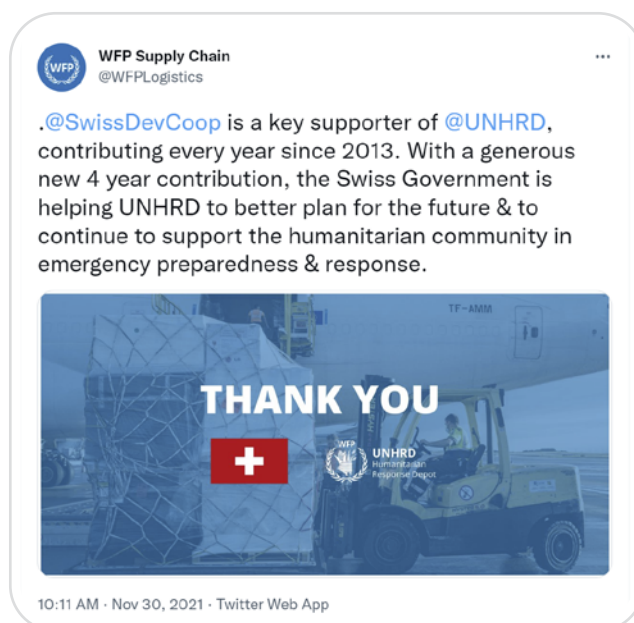 WFP Supply Chain
@WFPLogistics
.@SwissDevCoop is a key supporter of @UNHRD,
contributing every year since 2013. With a generous
new 4 year contribution, the Swiss Government is
helping UNHRD to better plan for the future & to
continue to support the humanitarian community in
emergency preparedness & response.
TF-AMM
THANK YOU
WFP
UNHRD
Humanitarian
Response Depot
HYSTER
10:11 AM · Nov 30, 2021 · Twitter Web App